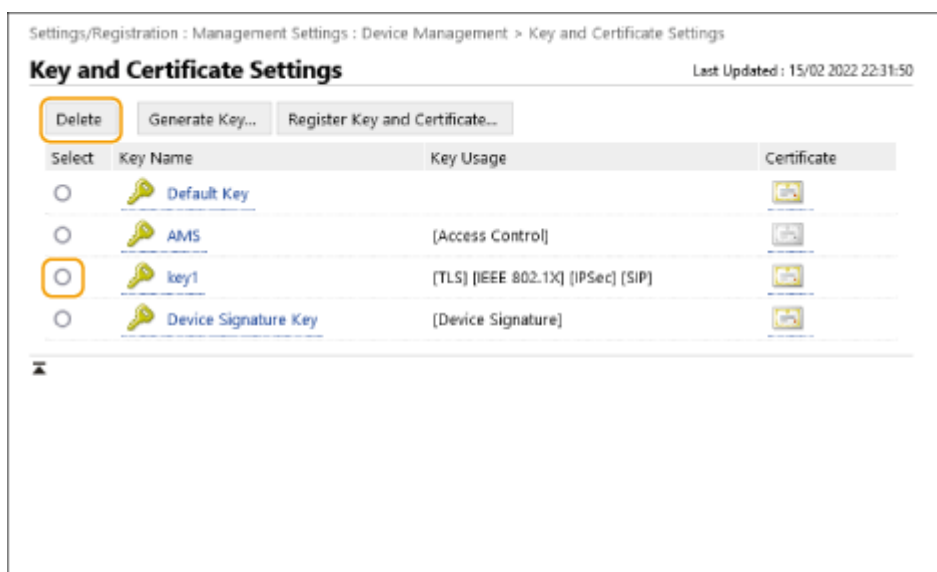 Settings/Registration : Management Settings : Device Management > Key and Certificate Settings
Key and Certificate Settings Last Updated : 15/02 2022 22:31:50
Delete Generate Key... Register Key and Certificate...
Select Key Name Key Usage Certificate
Default Key
AMS [Access Control]
key1 [TLS] [IEEE 802.1X] [IPSec] [SIP]
Device Signature Key [Device Signature]